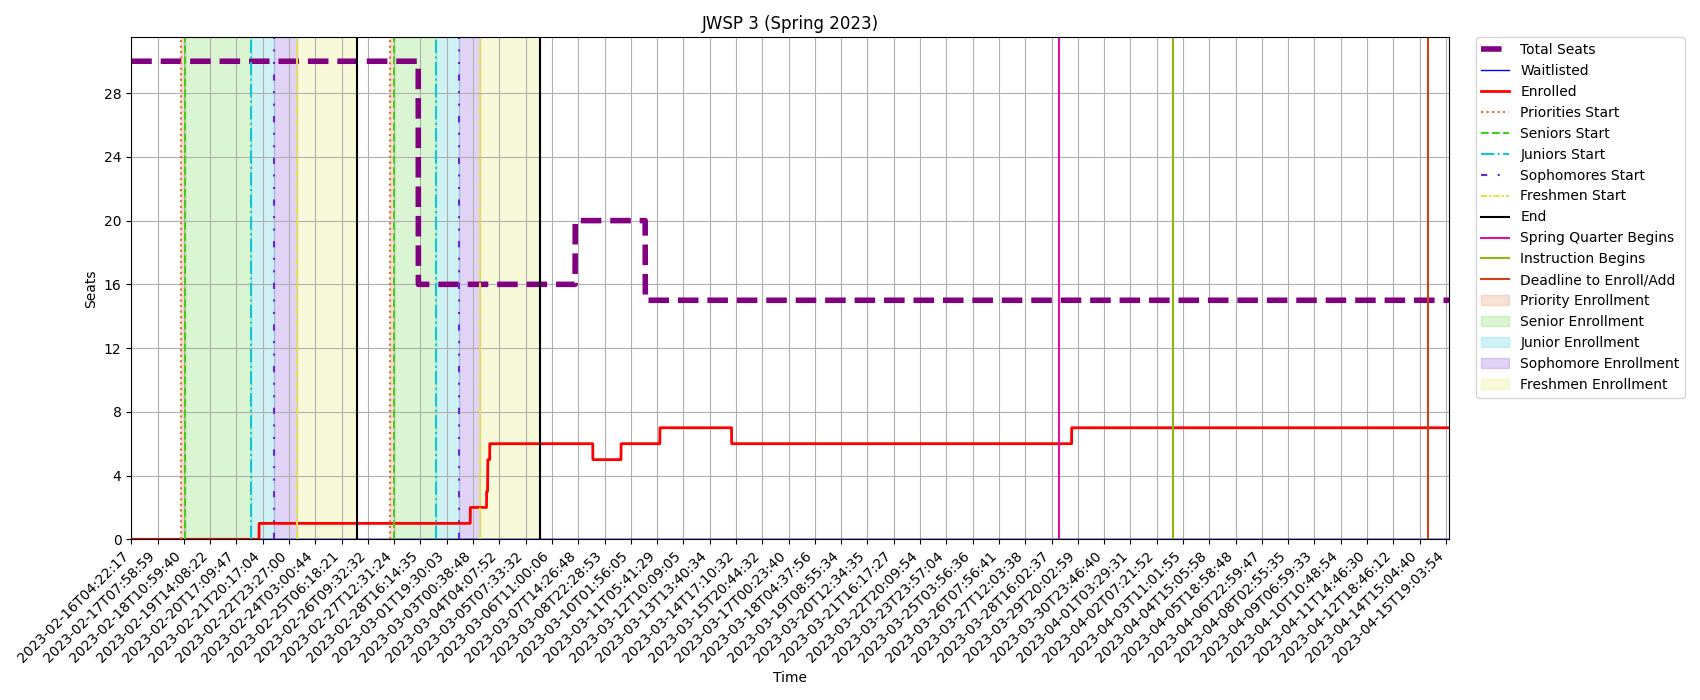 JWSP 3 (Spring 2023)
Seats
28
24
20
16
12
8
4
0
2023-02-16T04:22:17
2023-02-17T07:58:59
2023-02-18T10:59:40
2023-02-19T14:08:22
2023-02-20T17:09:47
2023-02-21T20:17:04
2023-02-22T23:27:00
2023-02-24T03:00:44
2023-02-25T06:18:21
2023-02-26T09:32:32
2023-02-27T12:31:24
2023-02-28T16:14:35
2023-03-01T19:30:03
2023-03-03T00:38:48
2023-03-04T04:07:52
2023-03-05T07:33:32
2023-03-06T11:00:06
2023-03-07T14:26:48
2023-03-08T22:28:53
2023-03-10T01:56:05
2023-03-11T05:41:29
2023-03-12T10:09:05
2023-03-13T13:40:34
2023-03-14T17:10:32
2023-03-15T20:44:32
2023-03-17T00:23:40
2023-03-18T04:37:56
2023-03-19T08:55:34
2023-03-20T12:34:35
2023-03-21T16:17:27
2023-03-22T20:09:54
2023-03-23T23:57:04
2023-03-25T03:56:36
2023-03-26T07:56:41
2023-03-27T12:03:38
2023-03-28T16:02:37
2023-03-29T20:02:59
2023-03-30T23:46:40
2023-04-01T03:29:31
2023-04-02T07:21:52
2023-04-03T11:01:55
2023-04-04T15:05:58
2023-04-05T18:58:48
2023-04-06T22:59:47
2023-04-08T02:55:35
2023-04-09T06:59:33
2023-04-10T10:48:54
2023-04-11T14:46:30
2023-04-12T18:46:12
2023-04-14T15:04:40
2023-04-15T19:03:54
Time
Total Seats
Waitlisted
Enrolled
Priorities Start
Seniors Start
Juniors Start
Sophomores Start
Freshmen Start
End
Spring Quarter Begins
Instruction Begins
Deadline to Enroll/Add
Priority Enrollment
Senior Enrollment
Junior Enrollment
Sophomore Enrollment
Freshmen Enrollment